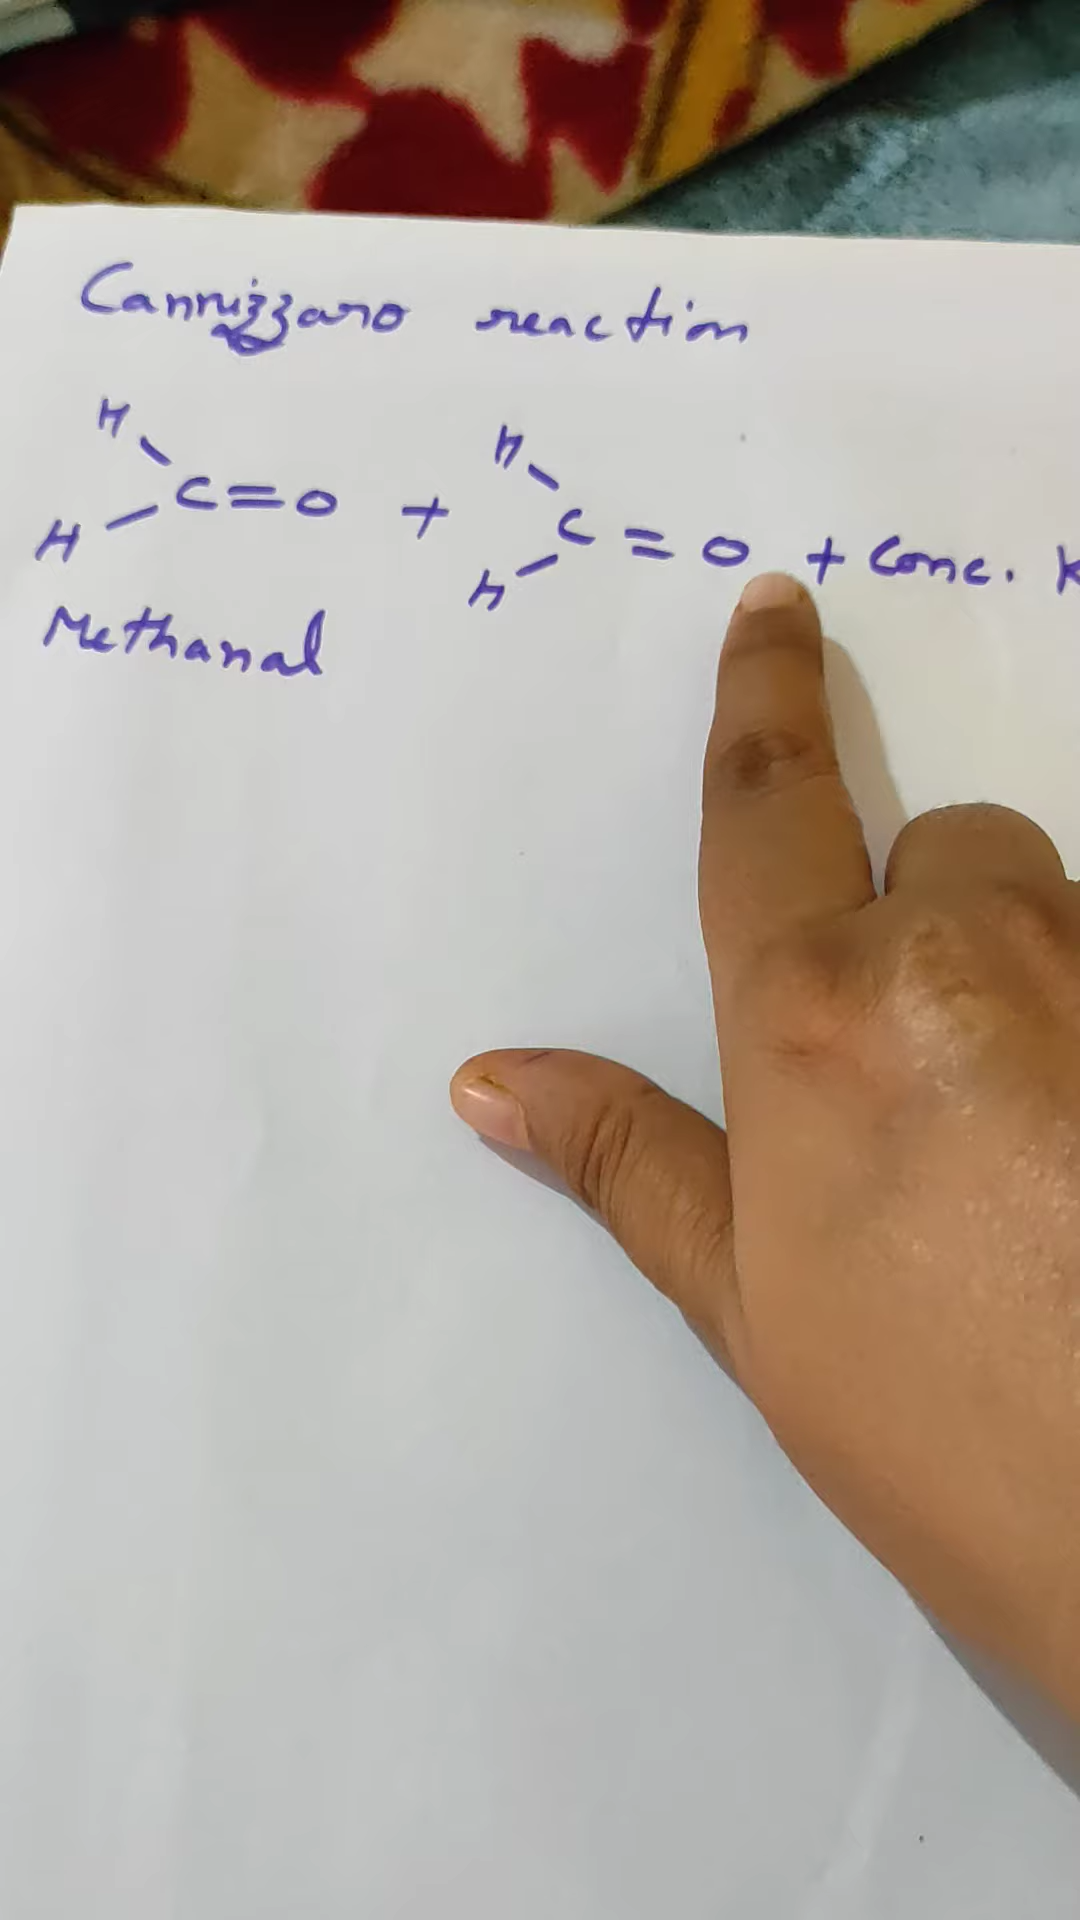 Cannizzaro reaction
H H
C=O + C=O + Conc. K
H H
Methanal